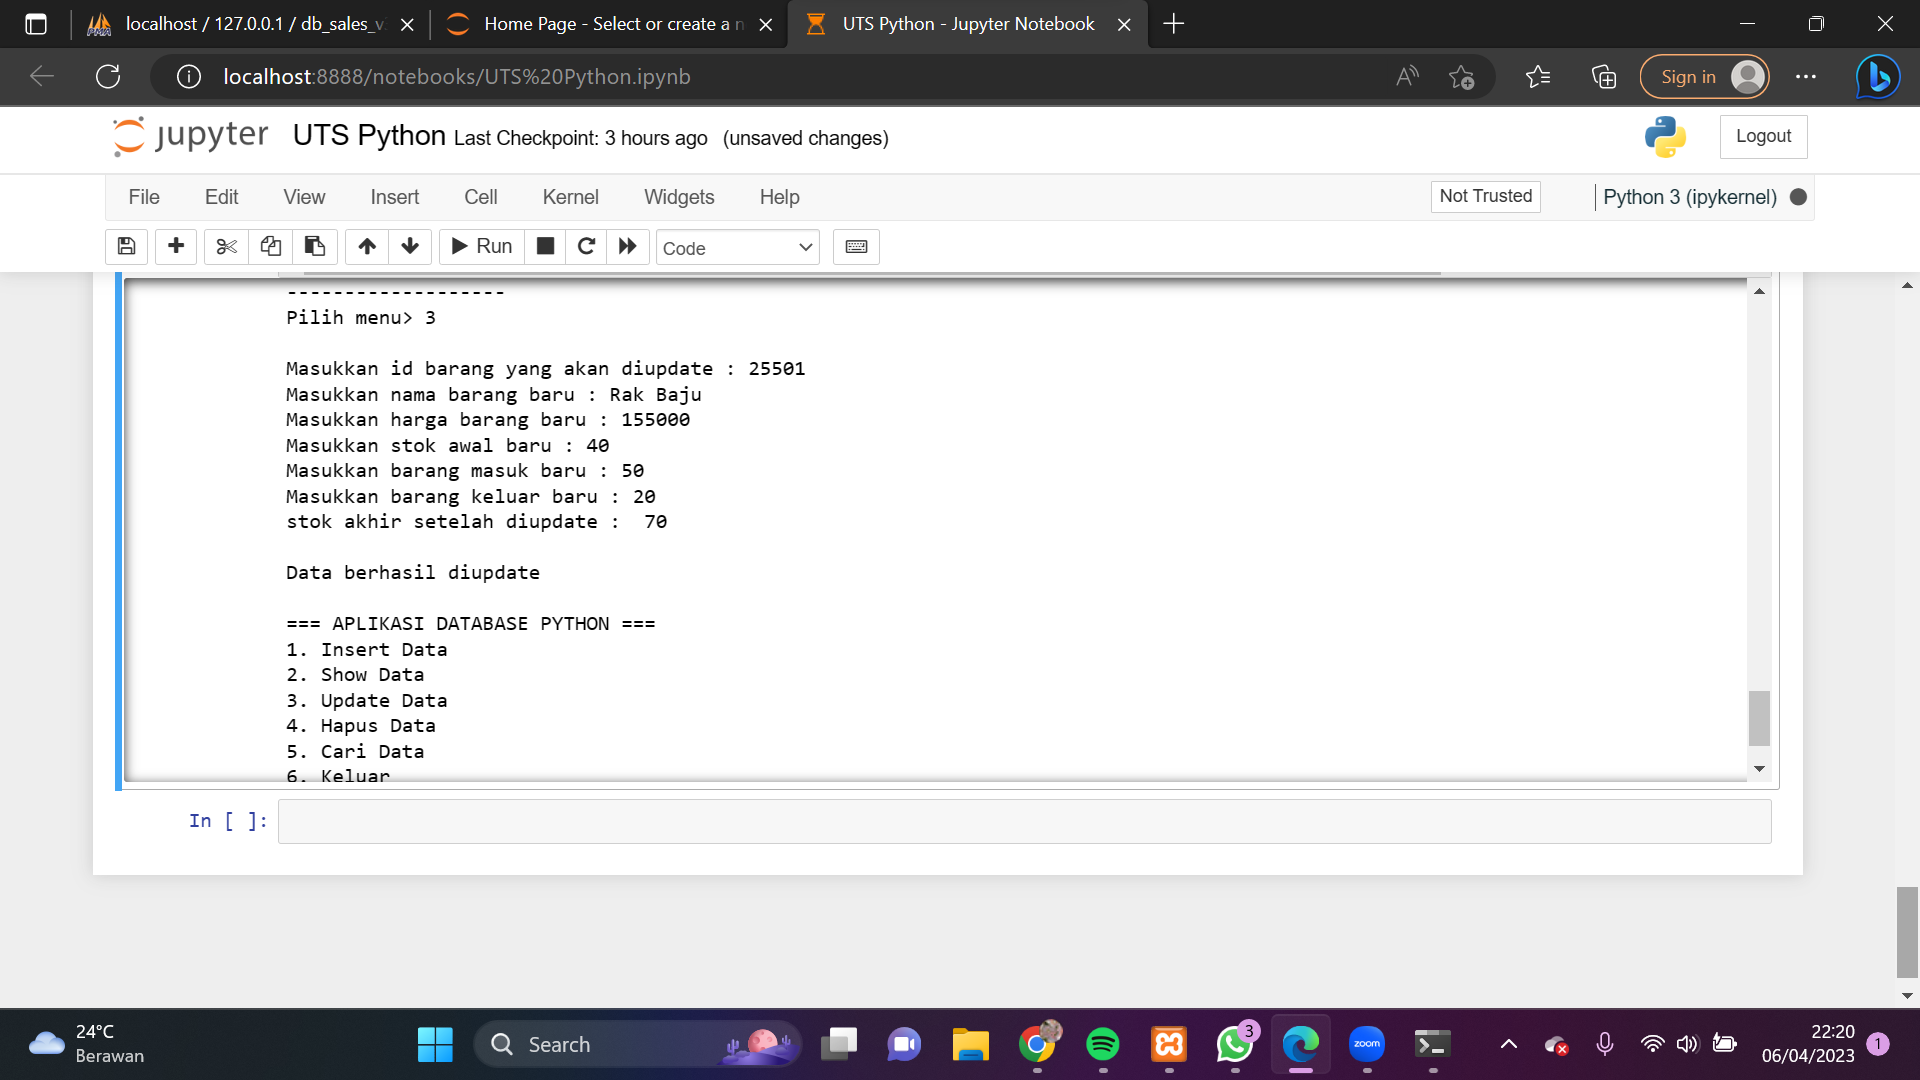 localhost / 127.0.0.1 / db_sales_v
Home Page - Select or create a n
UTS Python - Jupyter Notebook
localhost:8888/notebooks/UTS%20Python.ipynb
Sign in
jupyter UTS Python Last Checkpoint: 3 hours ago (unsaved changes)
Logout
File Edit View Insert Cell Kernel Widgets Help
Not Trusted
Python 3 (ipykernel)
Run
Code
-------------------
Pilih menu> 3
Masukkan id barang yang akan diupdate : 25501
Masukkan nama barang baru : Rak Baju
Masukkan harga barang baru : 155000
Masukkan stok awal baru : 40
Masukkan barang masuk baru : 50
Masukkan barang keluar baru : 20
stok akhir setelah diupdate :  70
Data berhasil diupdate
=== APLIKASI DATABASE PYTHON ===
1. Insert Data
2. Show Data
3. Update Data
4. Hapus Data
5. Cari Data
6. Keluar
In [ ]:
24°C
Berawan
Search
3
zoom
22:20
06/04/2023
1